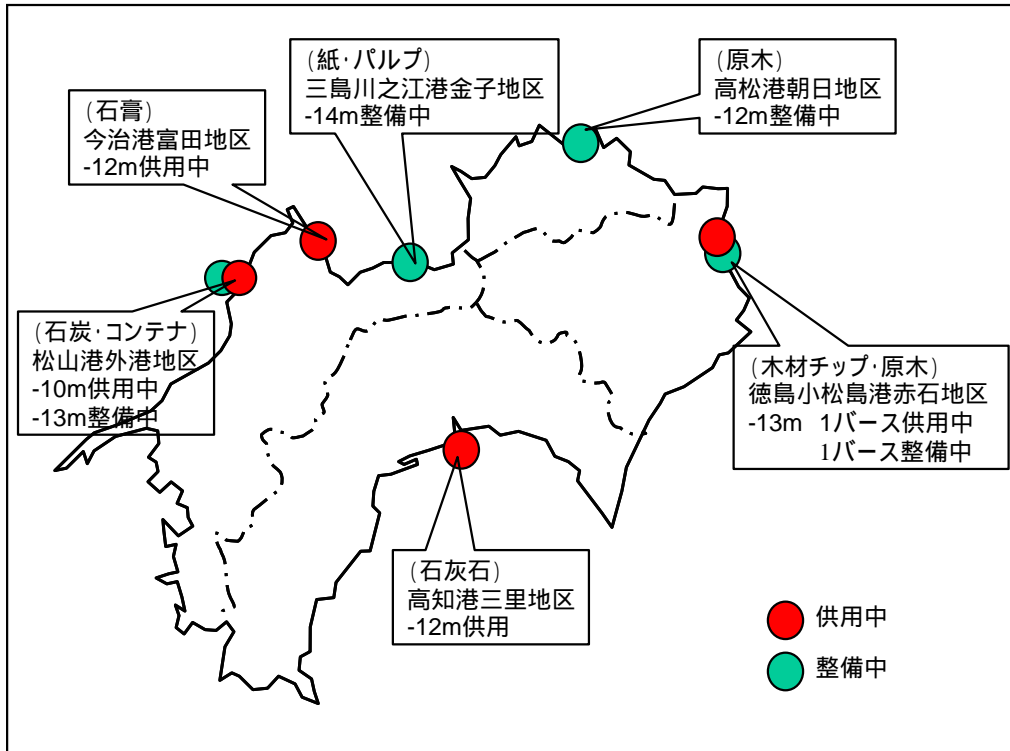 (紙・パルプ)
三島川之江港金子地区
-14m整備中
(原木)
高松港朝日地区
-12m整備中
(石膏)
今治港富田地区
-12m供用中
(石炭・コンテナ)
松山港外港地区
-10m供用中
-13m整備中
(木材チップ・原木)
徳島小松島港赤石地区
-13m 1バース供用中
1バース整備中
(石灰石)
高知港三里地区
-12m供用
供用中
整備中